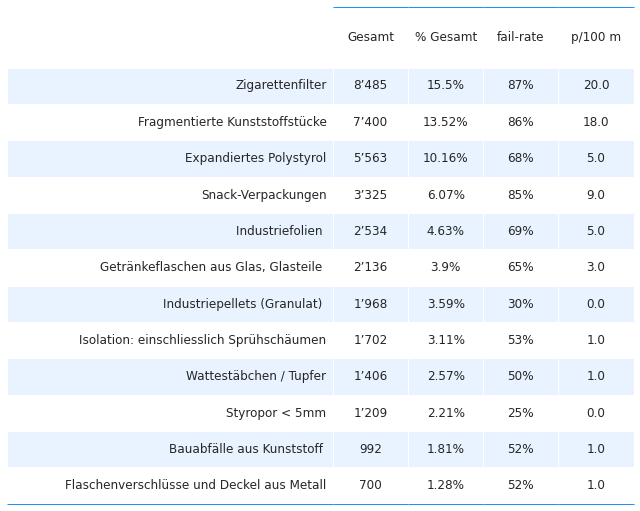 Gesamt % Gesamt fail-rate p/100 m
Zigarettenfilter 8’485 15.5% 87% 20.0
Fragmentierte Kunststoffstücke 7’400 13.52% 86% 18.0
Expandiertes Polystyrol 5’563 10.16% 68% 5.0
Snack-Verpackungen 3’325 6.07% 85% 9.0
Industriefolien 2’534 4.63% 69% 5.0
Getränkeflaschen aus Glas, Glasteile 2’136 3.9% 65% 3.0
Industriepellets (Granulat) 1’968 3.59% 30% 0.0
Isolation: einschliesslich Sprühschäumen 1’702 3.11% 53% 1.0
Wattestäbchen / Tupfer 1’406 2.57% 50% 1.0
Styropor < 5mm 1’209 2.21% 25% 0.0
Bauabfälle aus Kunststoff 992 1.81% 52% 1.0
Flaschenverschlüsse und Deckel aus Metall 700 1.28% 52% 1.0